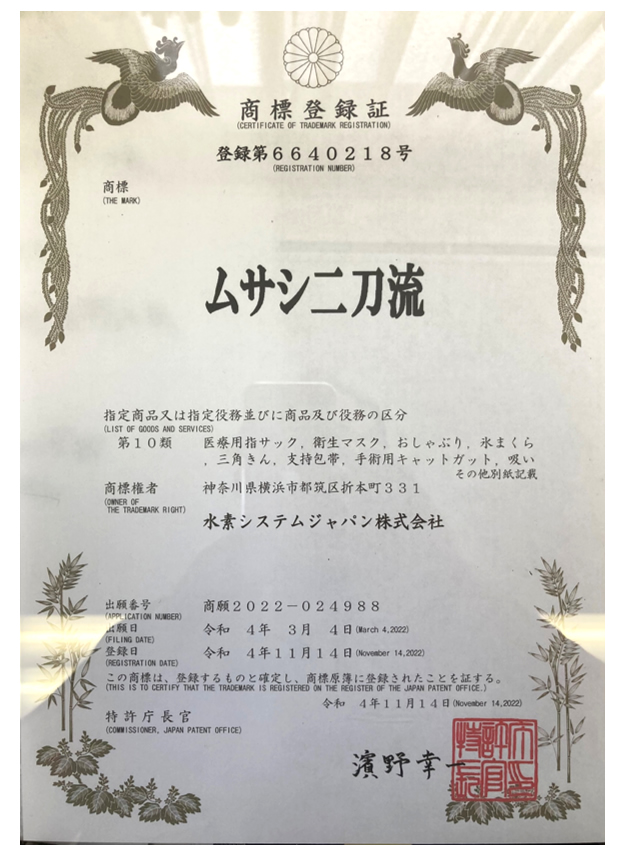 商標登録証
(CERTIFICATE OF TRADEMARK REGISTRATION)
登録第6640218号
(REGISTRATION NUMBER)
商標
(THE MARK)
ムサシ二刀流
指定商品又は指定役務並びに商品及び役務の区分
(LIST OF GOODS AND SERVICES)
第10類 医療用指サック,衛生マスク,おしゃぶり,氷まくら
,三角きん,支持包帯,手術用キャットガット,吸い
その他別紙記載
商標権者 神奈川県横浜市都筑区折本町331
(OWNER OF
THE TRADEMARK RIGHT)
水素システムジャパン株式会社
出願番号 商願2022-024988
(APPLICATION NUMBER)
出願日 令和 4年 3月 4日(March 4,2022)
(FILING DATE)
登録日 令和 4年11月14日(November 14,2022)
(REGISTRATION DATE)
この商標は、登録するものと確定し、商標原簿に登録されたことを証する。
(THIS IS TO CERTIFY THAT THE TRADEMARK IS REGISTERED ON THE REGISTER OF THE JAPAN PATENT OFFICE.)
令和 4年11月14日(November 14,2022)
特許庁長官
(COMMISSIONER, JAPAN PATENT OFFICE)
濱野幸一